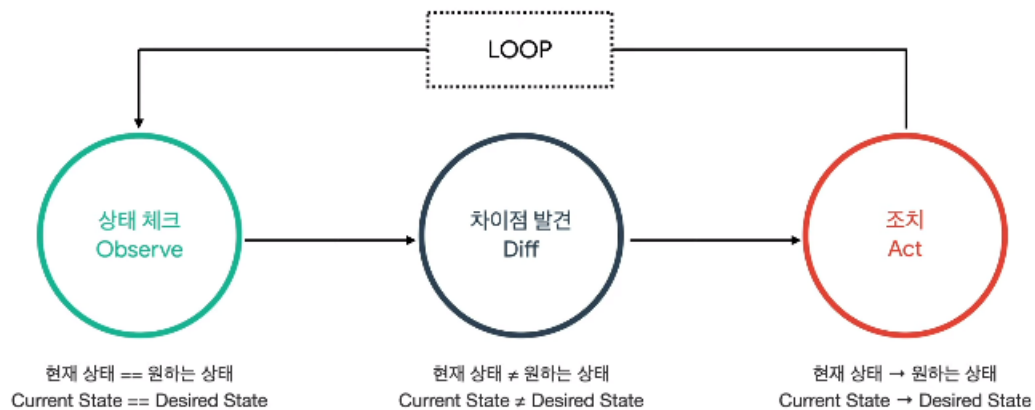 LOOP
상태 체크
Observe
차이점 발견
Diff
조치
Act
현재 상태 == 원하는 상태
Current State == Desired State
현재 상태 ≠ 원하는 상태
Current State ≠ Desired State
현재 상태 → 원하는 상태
Current State → Desired State